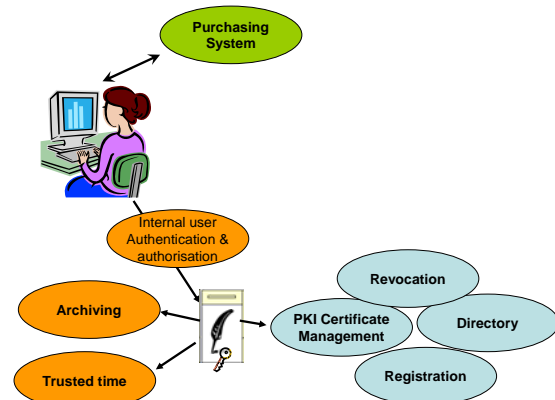 Purchasing
System
Internal user
Authentication &
authorisation
Archiving
Trusted time
Revocation
PKI Certificate
Management
Directory
Registration